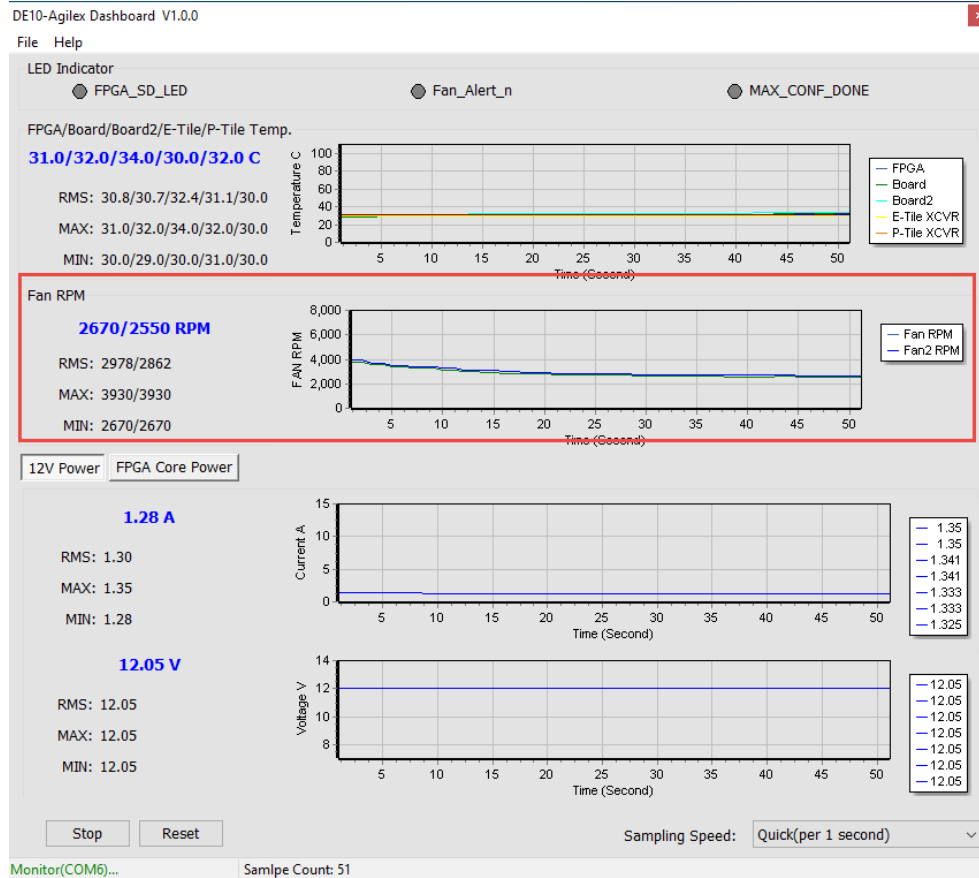 DE10-Agilex Dashboard V1.0.0
File Help
LED Indicator
FPGA_SD_LED Fan_Alert_n MAX_CONF_DONE
FPGA/Board/Board2/E-Tile/P-Tile Temp.
31.0/32.0/34.0/30.0/32.0 C
RMS: 30.8/30.7/32.4/31.1/30.0
MAX: 31.0/32.0/34.0/32.0/30.0
MIN: 30.0/29.0/30.0/31.0/30.0
Temperature C
100
80
60
40
20
0
5 10 15 20 25 30 35 40 45 50
Time (Second)
FPGA
Board
Board2
E-Tile XCVR
P-Tile XCVR
Fan RPM
2670/2550 RPM
RMS: 2978/2862
MAX: 3930/3930
MIN: 2670/2670
FAN RPM
8,000
6,000
4,000
2,000
0
5 10 15 20 25 30 35 40 45 50
Time (Second)
Fan RPM
Fan2 RPM
12V Power FPGA Core Power
1.28 A
RMS: 1.30
MAX: 1.35
MIN: 1.28
Current A
15
10
5
0
5 10 15 20 25 30 35 40 45 50
Time (Second)
1.35
1.35
1.341
1.341
1.333
1.333
1.325
12.05 V
RMS: 12.05
MAX: 12.05
MIN: 12.05
Voltage V
14
12
10
8
5 10 15 20 25 30 35 40 45 50
Time (Second)
12.05
12.05
12.05
12.05
12.05
12.05
12.05
Stop Reset Sampling Speed: Quick(per 1 second)
Monitor(COM6)... Samlpe Count: 51